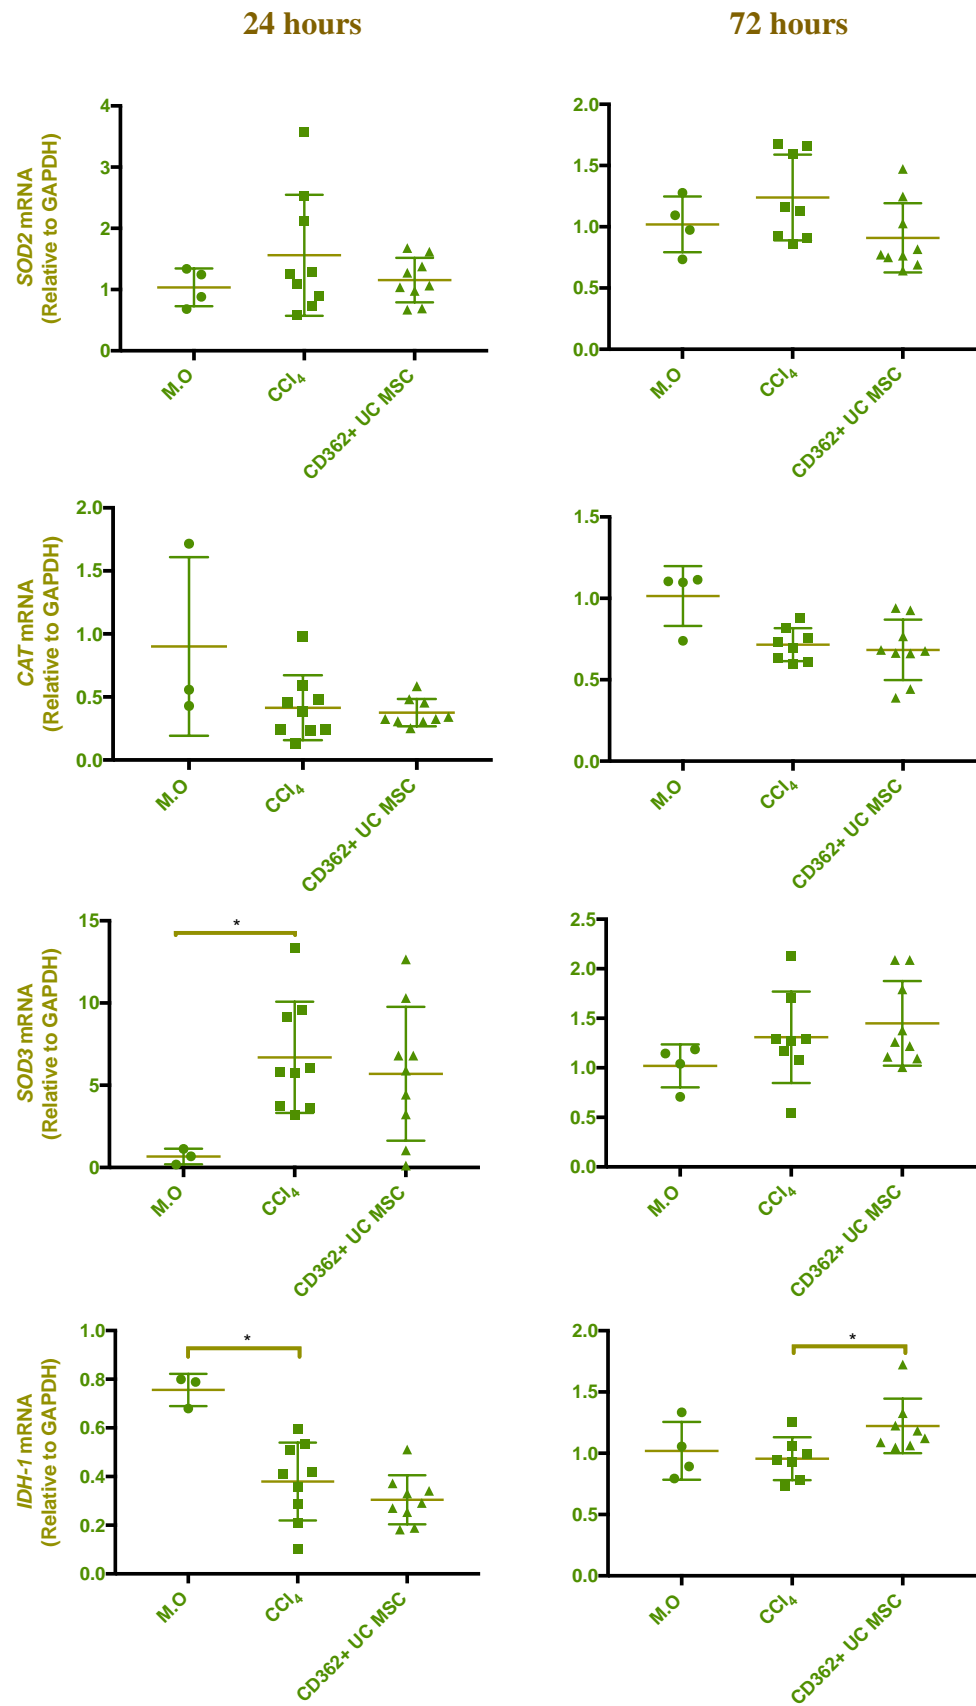 24 hours
72 hours
SOD2 mRNA
(Relative to GAPDH)
4
3
2
1
0
M.O
CCl₄
CD362+ UC MSC
2.0
1.5
1.0
0.5
0.0
M.O
CCl₄
CD362+ UC MSC
CAT mRNA
(Relative to GAPDH)
2.0
1.5
1.0
0.5
0.0
M.O
CCl₄
CD362+ UC MSC
1.5
1.0
0.5
0.0
M.O
CCl₄
CD362+ UC MSC
SOD3 mRNA
(Relative to GAPDH)
15
10
5
0
*
M.O
CCl₄
CD362+ UC MSC
2.5
2.0
1.5
1.0
0.5
0.0
M.O
CCl₄
CD362+ UC MSC
IDH-1 mRNA
(Relative to GAPDH)
1.0
0.8
0.6
0.4
0.2
0.0
*
M.O
CCl₄
CD362+ UC MSC
2.0
1.5
1.0
0.5
0.0
*
M.O
CCl₄
CD362+ UC MSC